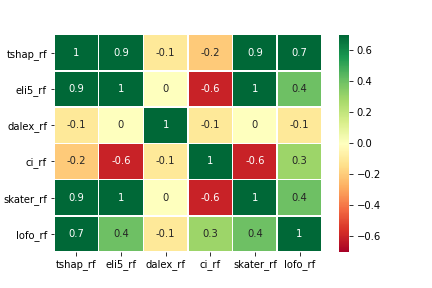 tshap_rf 1 0.9 -0.1 -0.2 0.9 0.7
eli5_rf 0.9 1 0 -0.6 1 0.4
dalex_rf -0.1 0 1 -0.1 0 -0.1
ci_rf -0.2 -0.6 -0.1 1 -0.6 0.3
skater_rf 0.9 1 0 -0.6 1 0.4
lofo_rf 0.7 0.4 -0.1 0.3 0.4 1
tshap_rf eli5_rf dalex_rf ci_rf skater_rf lofo_rf
0.6
0.4
0.2
0.0
−0.2
−0.4
−0.6